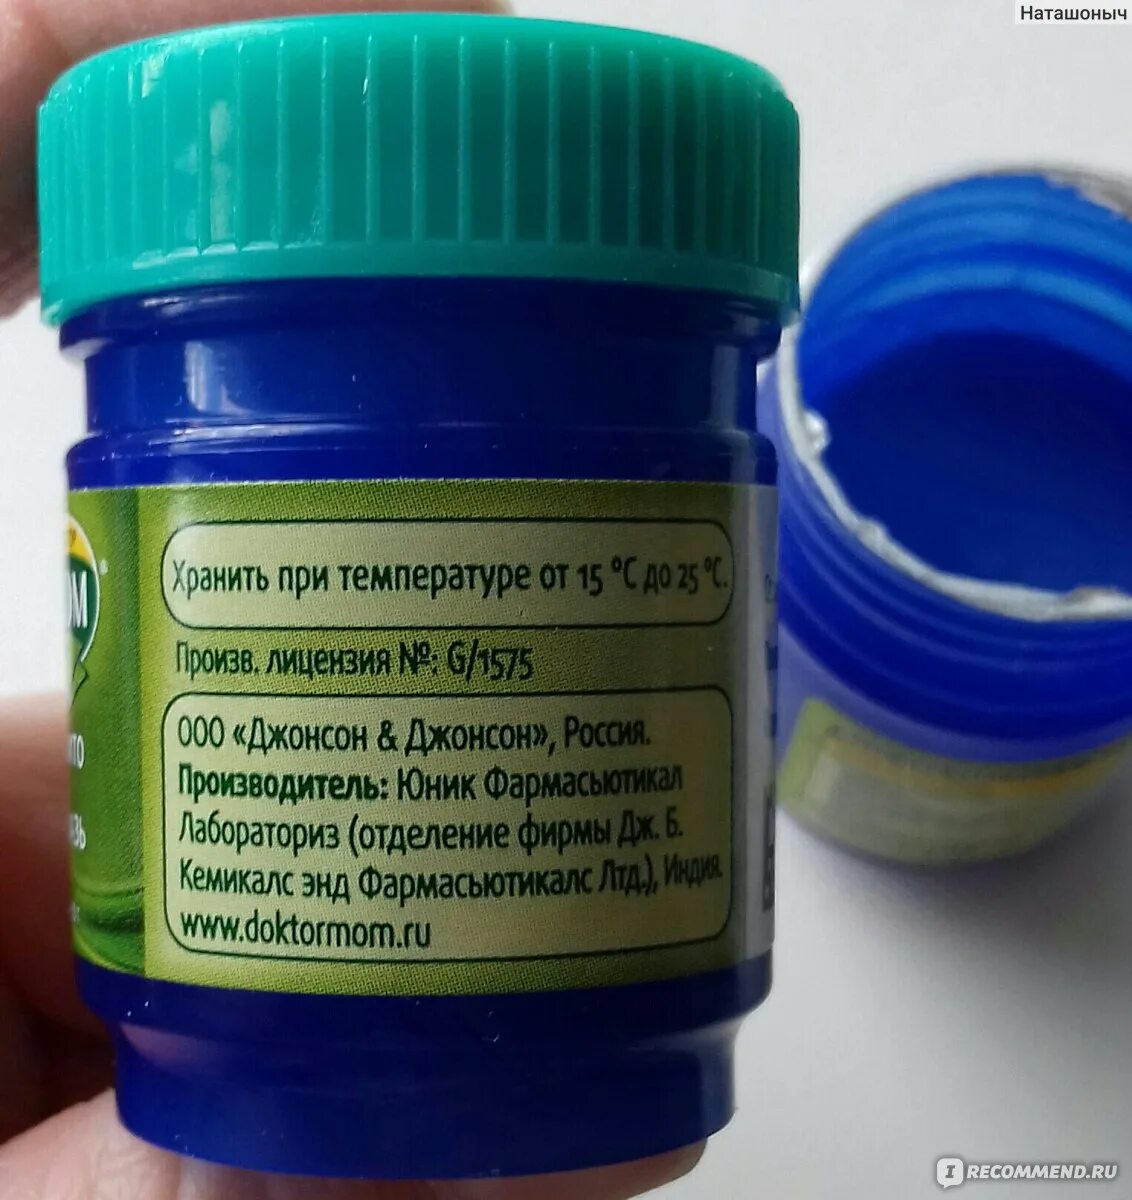 Наташоныч
Хранить при температуре от 15 °C до 25 °C.
Произв. лицензия №: G/1575
ООО «Джонсон & Джонсон», Россия.
Производитель: Юник Фармасьютикал
Лабораториз (отделение фирмы Дж. Б.
Кемикалс энд Фармасьютикалс Лтд.), Индия.
www.doktormom.ru
IRECOMMEND.RU